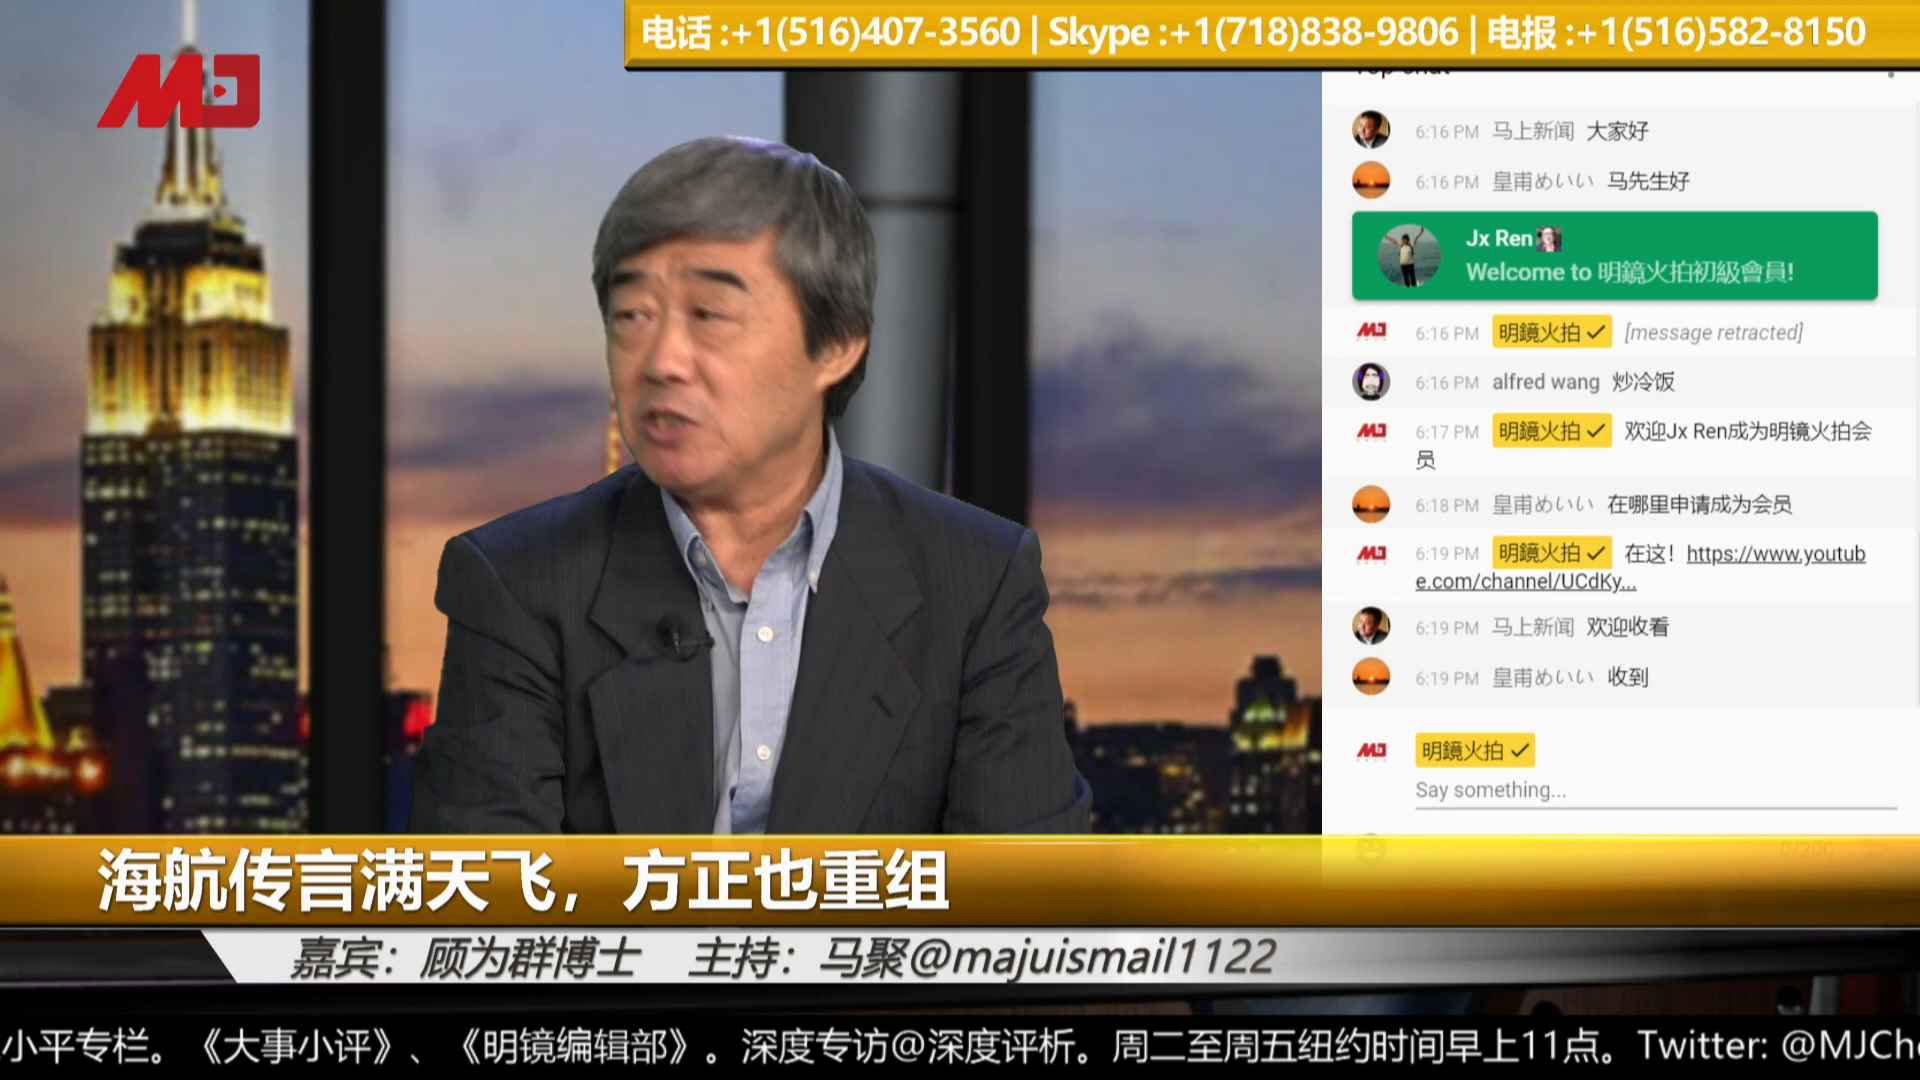 电话 :+1(516)407-3560 | Skype :+1(718)838-9806 | 电报 :+1(516)582-8150
MJ
6:16 PM 马上新闻 大家好
6:16 PM 皇甫めいい 马先生好
Jx Ren
Welcome to 明鏡火拍初級會員!
6:16 PM 明鏡火拍 ✓ [message retracted]
6:16 PM alfred wang 炒冷饭
6:17 PM 明鏡火拍 ✓ 欢迎Jx Ren成为明镜火拍会
员
6:18 PM 皇甫めいい 在哪里申请成为会员
6:19 PM 明鏡火拍 ✓ 在这！https://www.youtub
e.com/channel/UCdKy...
6:19 PM 马上新闻 欢迎收看
6:19 PM 皇甫めいい 收到
明鏡火拍 ✓
Say something...
0/200
海航传言满天飞，方正也重组
嘉宾：顾为群博士 主持：马聚@majuismail1122
小平专栏。《大事小评》、《明镜编辑部》。深度专访@深度评析。周二至周五纽约时间早上11点。Twitter: @MJCh